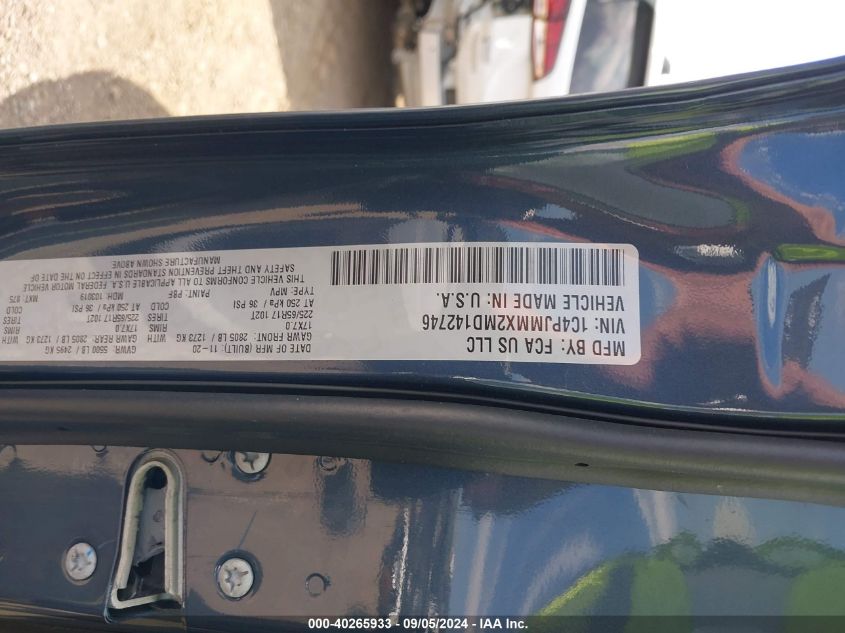 MFD BY: FCA US LLC
VIN: 1C4PJMMX2MD142746
VEHICLE MADE IN: U.S.A.
DATE OF MFR (BUILT): 11-20 GVWR: 5500 LB / 2495 KG
GAWR FRONT: 2805 LB / 1273 KG WITH GAWR REAR: 2805 LB / 1273 KG WITH
17X7.0 RIMS 17X7.0 RIMS
225/65R17 102T TIRES 225/65R17 102T TIRES
AT 250 kPa / 36 PSI COLD AT 250 kPa / 36 PSI COLD
TYPE: MPV PAINT: PBF MDH: 103019 MKT: 875
THIS VEHICLE CONFORMS TO ALL APPLICABLE U.S.A. FEDERAL MOTOR VEHICLE
SAFETY AND THEFT PREVENTION STANDARDS IN EFFECT ON THE DATE OF
MANUFACTURE SHOWN ABOVE
000-40265933 - 09/05/2024 - IAA Inc.